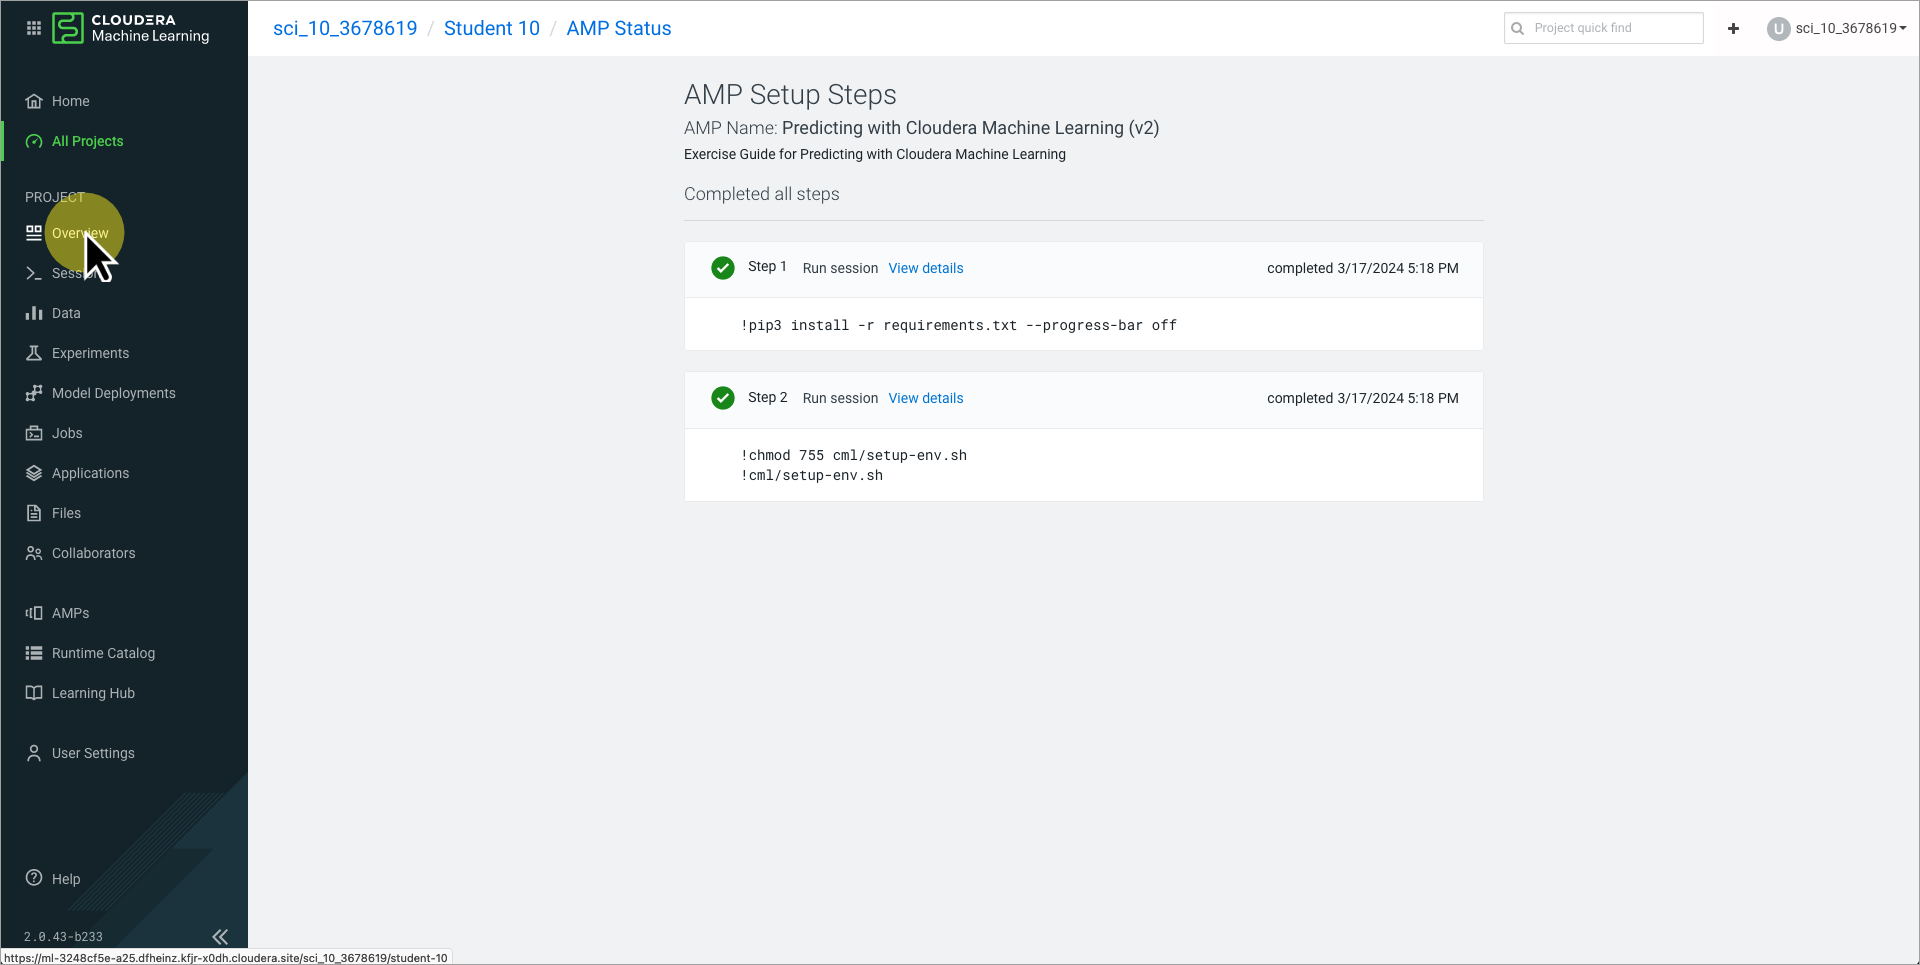 CLOUDERA
Machine Learning
sci_10_3678619 / Student 10 / AMP Status
Project quick find
U
sci_10_3678619
Home
All Projects
PROJECT
Overview
Data
Experiments
Model Deployments
Jobs
Applications
Files
Collaborators
AMPs
Runtime Catalog
Learning Hub
User Settings
Help
2.0.43-b233
AMP Setup Steps
AMP Name: Predicting with Cloudera Machine Learning (v2)
Exercise Guide for Predicting with Cloudera Machine Learning
Completed all steps
Step 1 Run session View details completed 3/17/2024 5:18 PM
!pip3 install -r requirements.txt --progress-bar off
Step 2 Run session View details completed 3/17/2024 5:18 PM
!chmod 755 cml/setup-env.sh
!cml/setup-env.sh
https://ml-3248cf5e-a25.dfheinz.kfjr-x0dh.cloudera.site/sci_10_3678619/student-10